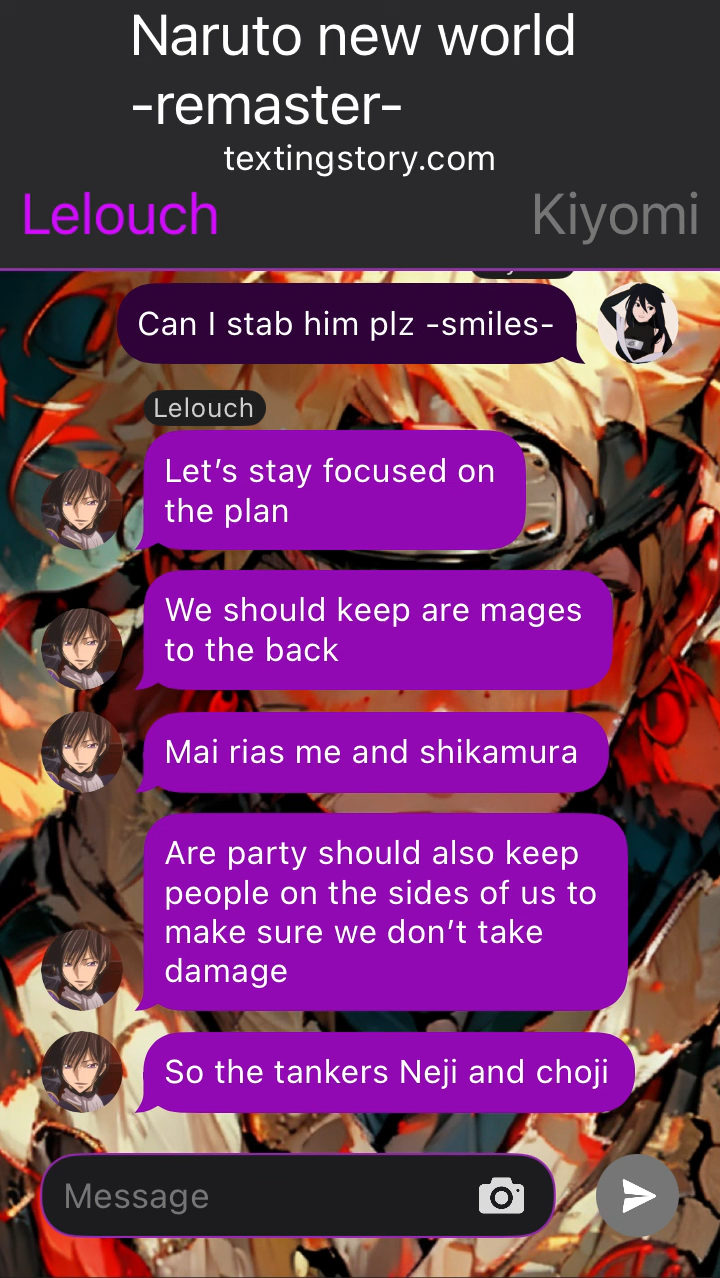 Naruto new world
-remaster-
textingstory.com
Lelouch
Kiyomi
Can I stab him plz -smiles-
Lelouch
Let’s stay focused on
the plan
We should keep are mages
to the back
Mai rias me and shikamura
Are party should also keep
people on the sides of us to
make sure we don’t take
damage
So the tankers Neji and choji
Message